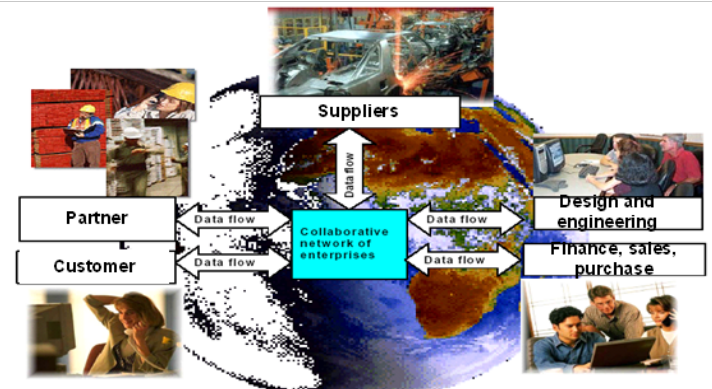 Suppliers
Data flow
Partner
Data flow
Collaborative
network of
enterprises
Data flow
Design and
engineering
Customer
Data flow
Data flow
Finance, sales,
purchase